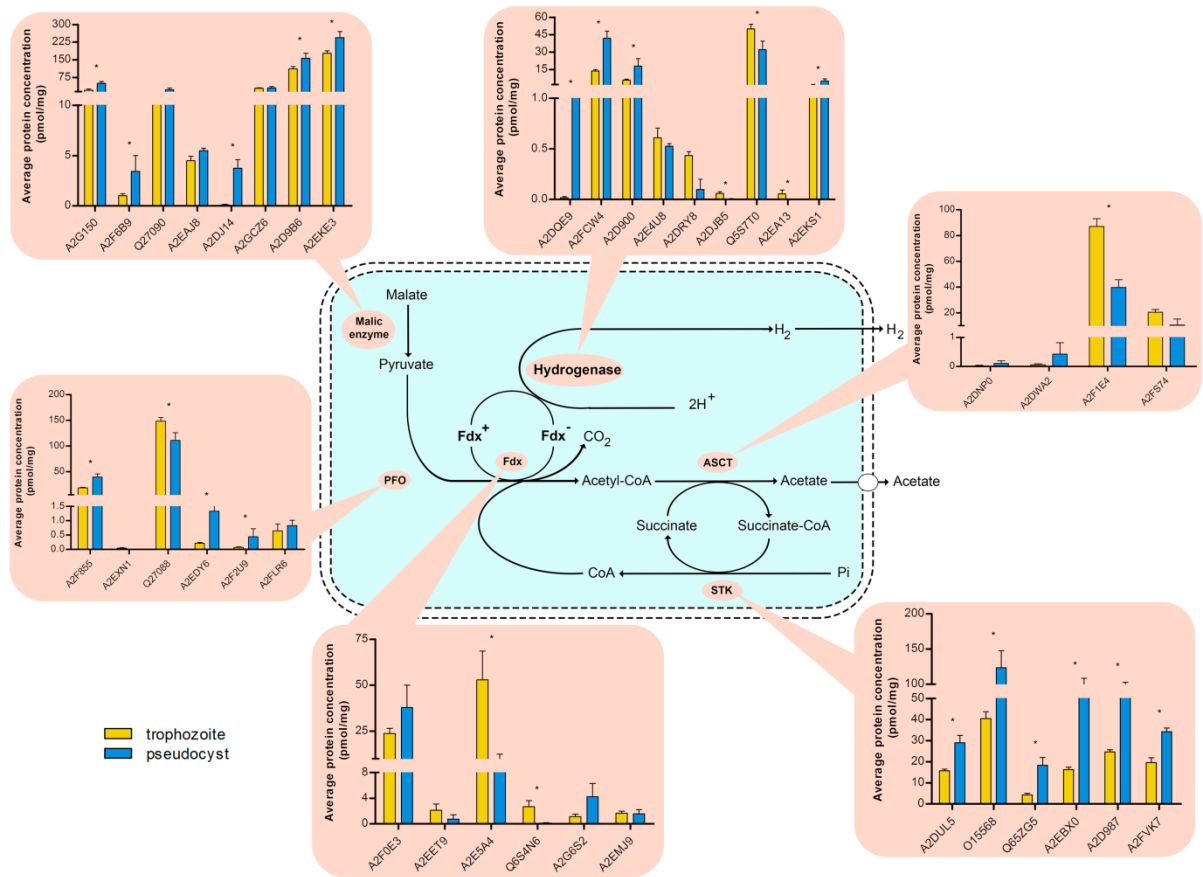 Average protein concentration
(pmol/mg)
300
225
150
75
10
5
0
* * * * *
A2G150 A2F6B9 Q27090 A2EAJ8 A2DJ14 A2GCZ6 A2D9B6 A2EKE3
Average protein concentration
(pmol/mg)
60
45
30
15
1.0
0.5
0.0
* * * * * * *
A2DQE9 A2FCW4 A2D900 A2E4U8 A2DRY8 A2DJB5 Q5S7T0 A2EA13 A2EKS1
Average protein concentration
(pmol/mg)
100
80
60
40
20
1
0
*
A2DNP0 A2DWA2 A2F1E4 A2FS74
Malate
Malic
enzyme
Pyruvate
H2 H2
Hydrogenase
2H+
Fdx+ Fdx-
CO2
Fdx
PFO
ASCT
Acetyl-CoA Acetate Acetate
Succinate Succinate-CoA
CoA Pi
STK
Average protein concentration
(pmol/mg)
200
150
100
50
1.5
1.0
0.5
0.0
* * * *
A2F855 A2EXN1 Q27088 A2EDY6 A2F2U9 A2FLR6
Average protein concentration
(pmol/mg)
75
50
25
8
4
0
* *
A2F0E3 A2EET9 A2E5A4 Q6S4N6 A2G6S2 A2EMJ9
Average protein concentration
(pmol/mg)
200
150
100
50
40
30
20
10
0
* * * * * *
A2DUL5 O15568 Q65ZG5 A2EBX0 A2D987 A2FVK7
trophozoite
pseudocyst